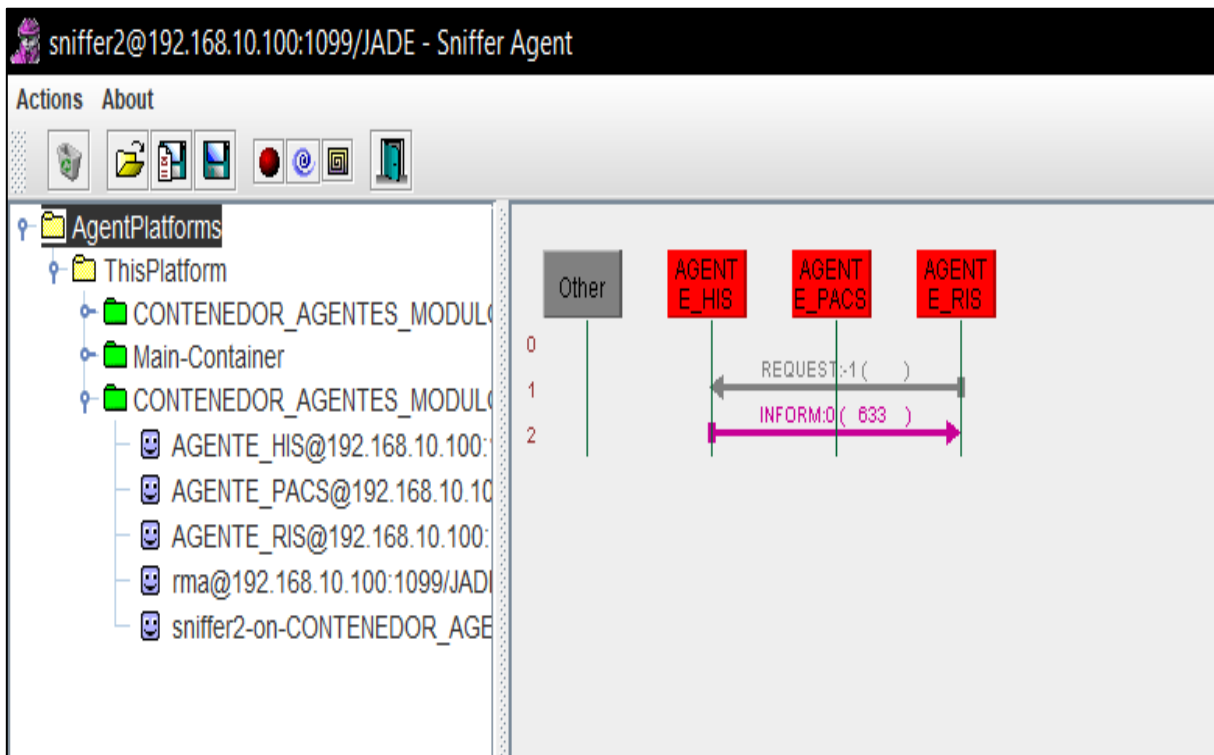 sniffer2@192.168.10.100:1099/JADE - Sniffer Agent
Actions About
AgentPlatforms
ThisPlatform
CONTENEDOR_AGENTES_MODUL
Main-Container
CONTENEDOR_AGENTES_MODUL
AGENTE_HIS@192.168.10.100:
AGENTE_PACS@192.168.10.10
AGENTE_RIS@192.168.10.100:
rma@192.168.10.100:1099/JADI
sniffer2-on-CONTENEDOR_AGE
Other
AGENT
E_HIS
AGENT
E_PACS
AGENT
E_RIS
0
REQUEST:-1 ( )
1
INFORM:0 ( 633 )
2